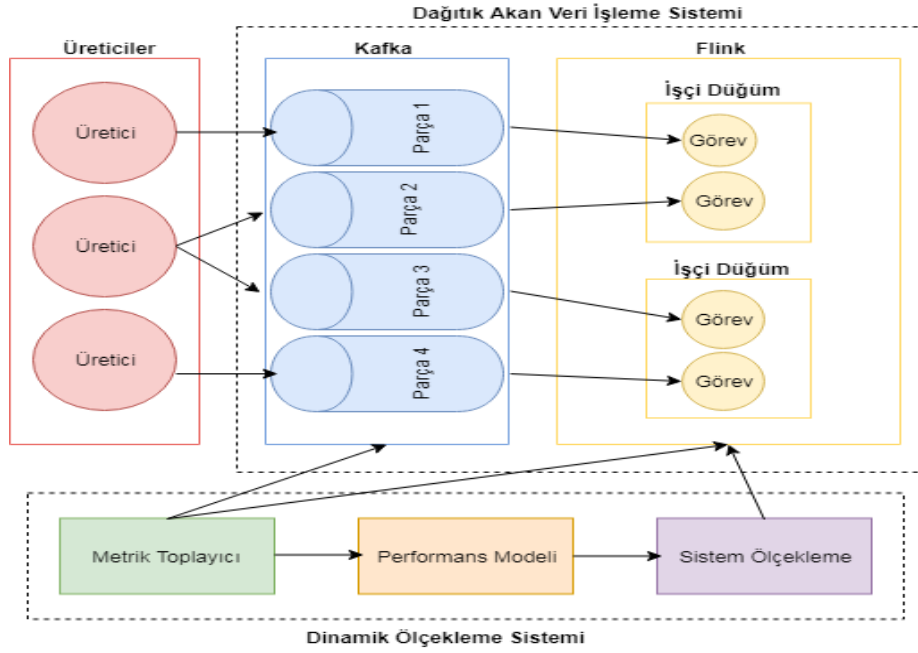 Dağıtık Akan Veri İşleme Sistemi
Üreticiler
Kafka
Flink
Üretici
Üretici
Üretici
Parça 1
Parça 2
Parça 3
Parça 4
İşçi Düğüm
Görev
Görev
İşçi Düğüm
Görev
Görev
Metrik Toplayıcı
Performans Modeli
Sistem Ölçekleme
Dinamik Ölçekleme Sistemi